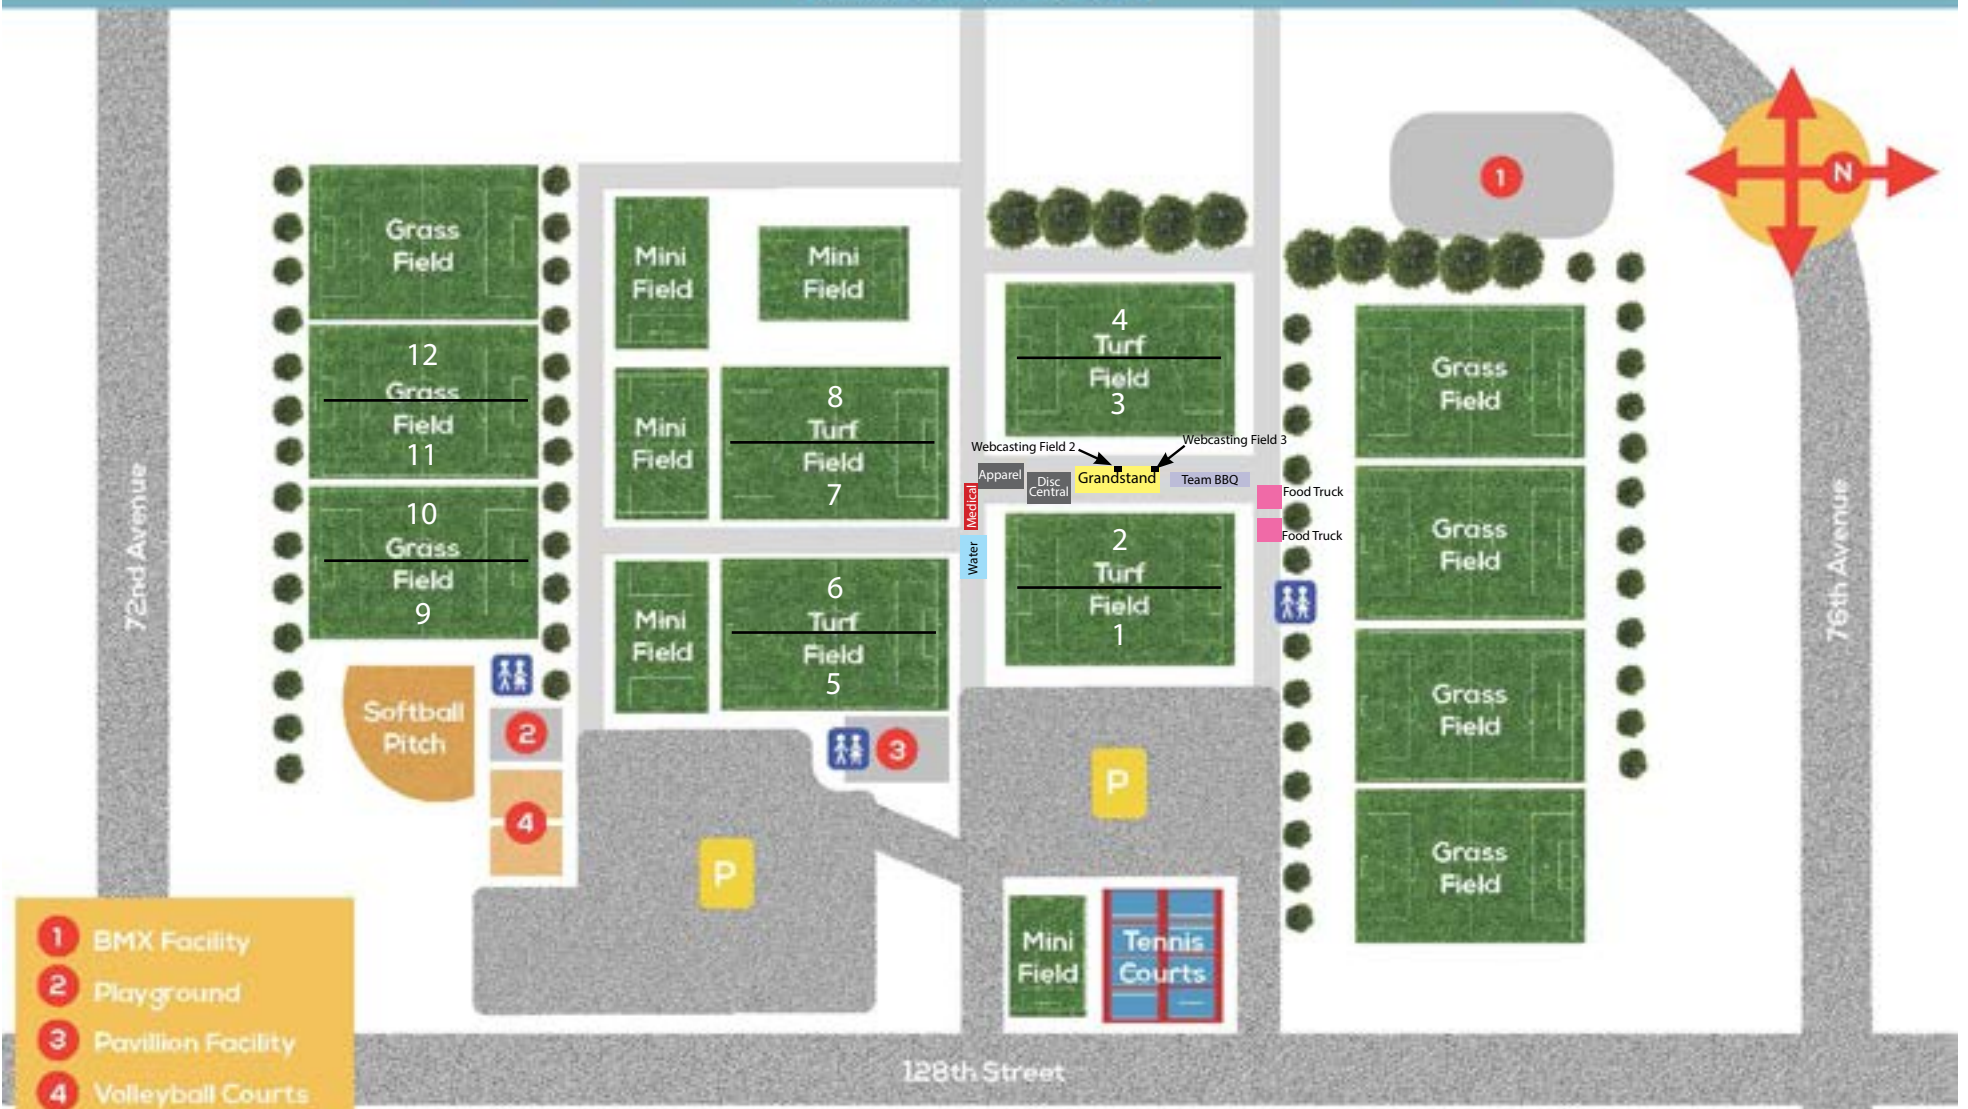 N
1
Grass
Field
Mini
Field
Mini
Field
4
Turf
Field
3
12
Grass
Field
11
Mini
Field
8
Turf
Field
7
Grass
Field
Webcasting Field 2
Webcasting Field 3
Apparel
Disc
Central
Grandstand
Team BBQ
Medical
Water
Food Truck
Food Truck
10
Grass
Field
9
Mini
Field
6
Turf
Field
5
2
Turf
Field
1
Grass
Field
72nd Avenue
76th Avenue
Softball
Pitch
2
3
4
P
P
Grass
Field
Grass
Field
Mini
Field
Tennis
Courts
1 BMX Facility
2 Playground
3 Pavillion Facility
4 Volleyball Courts
128th Street